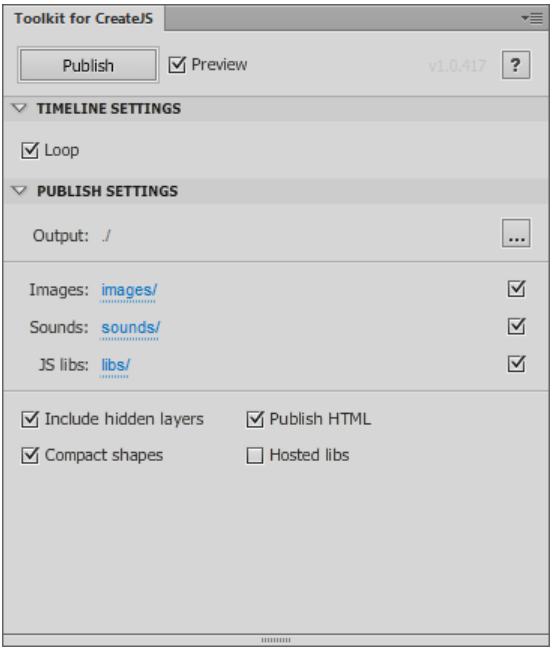 Toolkit for CreateJS
Publish Preview v1.0.417 ?
TIMELINE SETTINGS
Loop
PUBLISH SETTINGS
Output: ./ ...
Images: images/
Sounds: sounds/
JS libs: libs/
Include hidden layers Publish HTML
Compact shapes Hosted libs